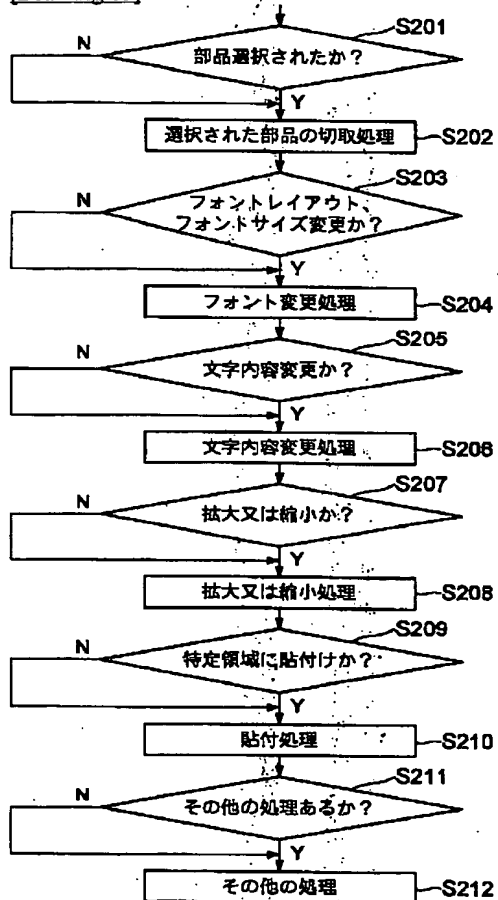 S201
N
部品選択されたか?
Y
選択された部品の切取処理
S202
S203
N
フォントレイアウト、
フォントサイズ変更か?
Y
フォント変更処理
S204
S205
N
文字内容変更か?
Y
文字内容変更処理
S206
S207
N
拡大又は縮小か?
Y
拡大又は縮小処理
S208
S209
N
特定領域に貼付けか?
Y
貼付処理
S210
S211
N
その他の処理あるか?
Y
その他の処理
S212